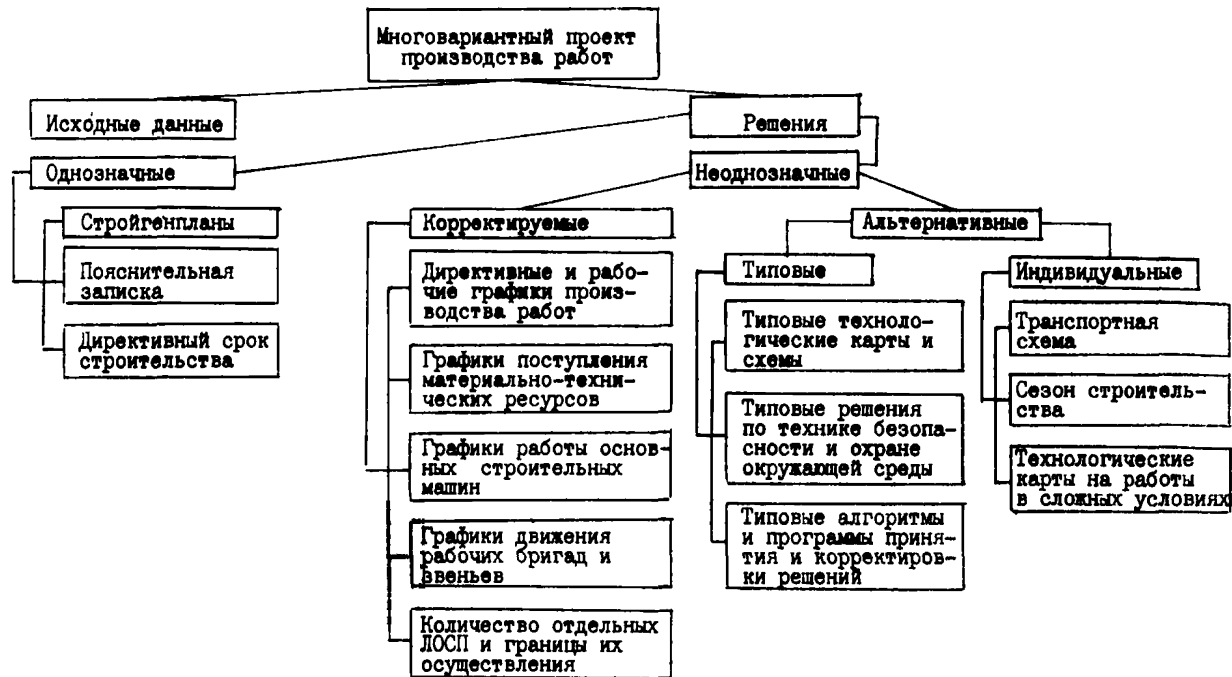 Многовариантный проект
производства работ
Исходные данные
Решения
Однозначные
Неоднозначные
Стройгенпланы
Пояснительная
записка
Директивный срок
строительства
Корректируемые
Директивные и рабо-
чие графики произ-
водства работ
Графики поступления
материально-техни-
ческих ресурсов
Графики работы основ-
ных строительных
машин
Графики движения
рабочих бригад и
звеньев
Количество отдельных
ЛОСП и границы их
осуществления
Альтернативные
Типовые
Типовые техноло-
гические карты и
схемы
Типовые решения
по технике безопа-
сности и охране
окружающей среды
Типовые алгоритмы
и программы приня-
тия и корректиров-
ки решений
Индивидуальные
Транспортная
схема
Сезон строитель-
ства
Технологические
карты на работы
в сложных условиях